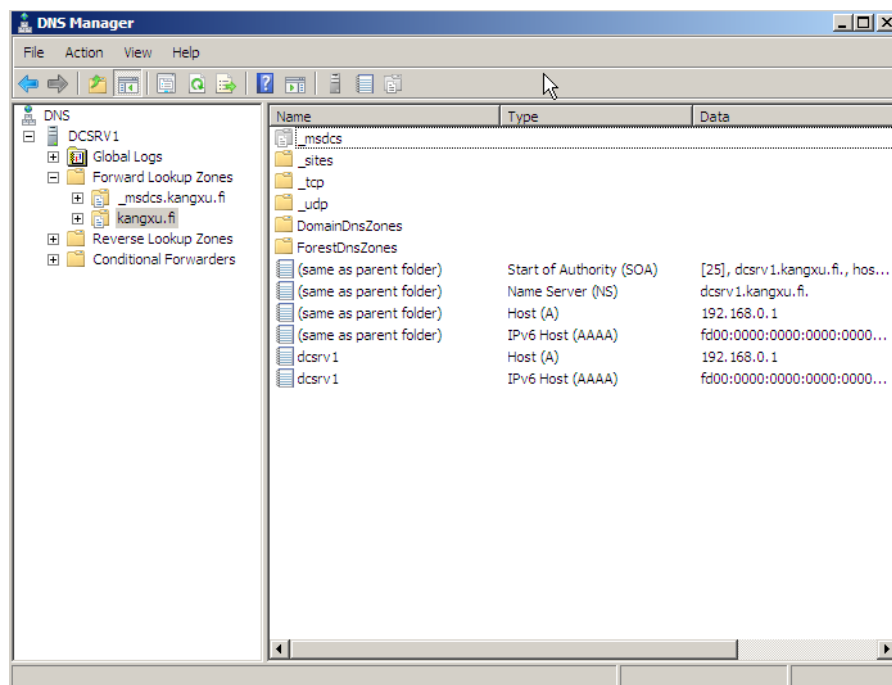 DNS Manager
File Action View Help
DNS
DCSRV1
Global Logs
Forward Lookup Zones
_msdcs.kangxu.fi
kangxu.fi
Reverse Lookup Zones
Conditional Forwarders
Name Type Data
_msdcs
_sites
_tcp
_udp
DomainDnsZones
ForestDnsZones
(same as parent folder) Start of Authority (SOA) [25], dcsrv1.kangxu.fi., hos...
(same as parent folder) Name Server (NS) dcsrv1.kangxu.fi.
(same as parent folder) Host (A) 192.168.0.1
(same as parent folder) IPv6 Host (AAAA) fd00:0000:0000:0000:0000...
dcsrv1 Host (A) 192.168.0.1
dcsrv1 IPv6 Host (AAAA) fd00:0000:0000:0000:0000...